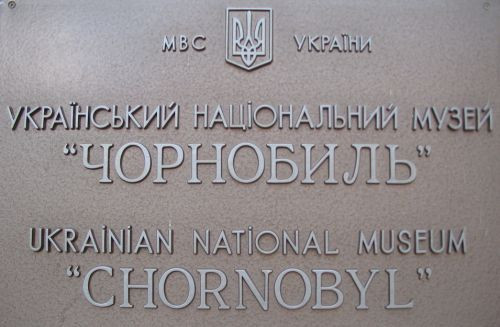 МВС УКРАЇНИ
УКРАЇНСЬКИЙ НАЦІОНАЛЬНИЙ МУЗЕЙ
“ЧОРНОБИЛЬ”
UKRAiNiAN NATIONAL MUSEUM
“CHORNOBYL”